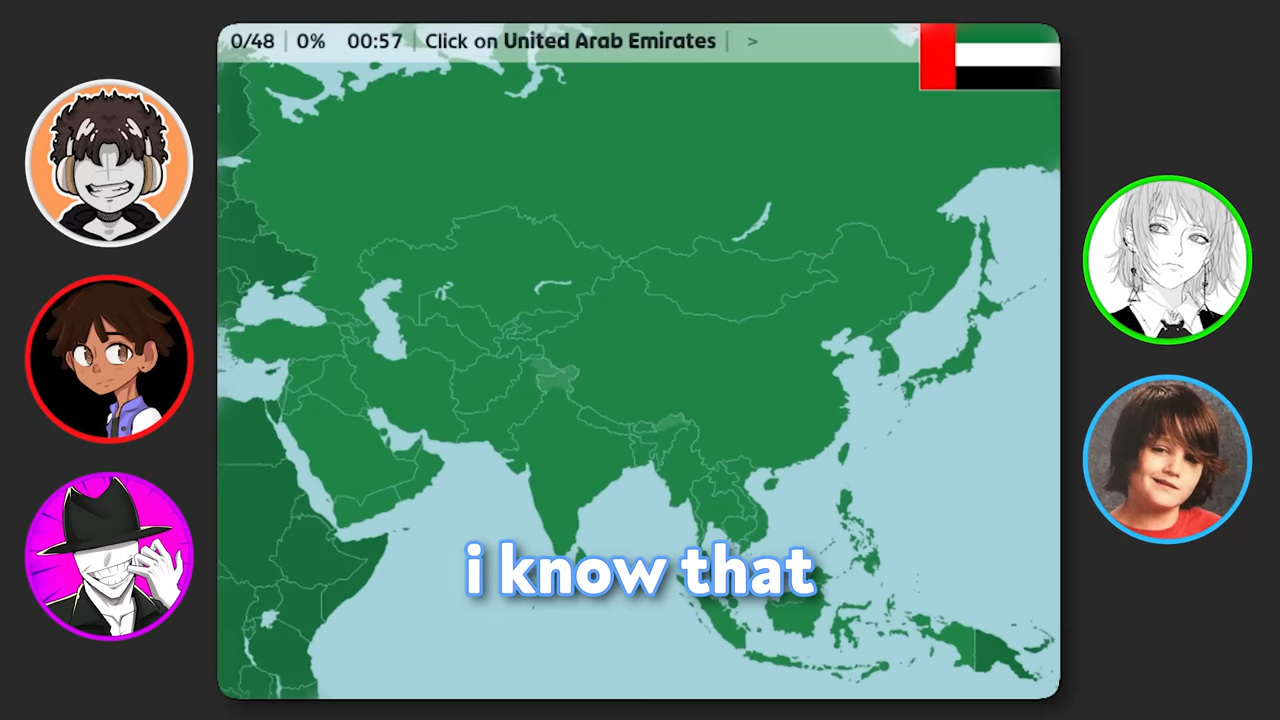 0/48 | 0% 00:57 | Click on United Arab Emirates | >
i know that